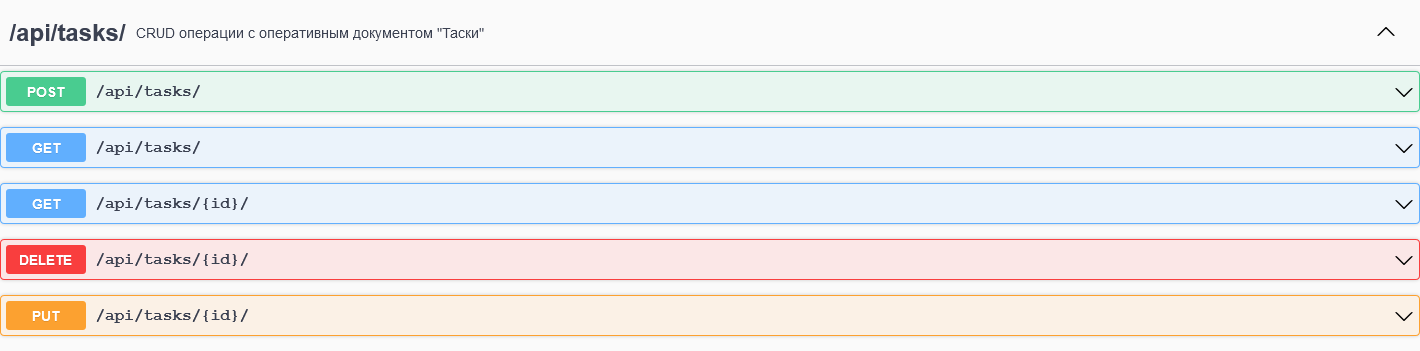 /api/tasks/ CRUD операции с оперативным документом "Таски"
POST /api/tasks/
GET /api/tasks/
GET /api/tasks/{id}/
DELETE /api/tasks/{id}/
PUT /api/tasks/{id}/